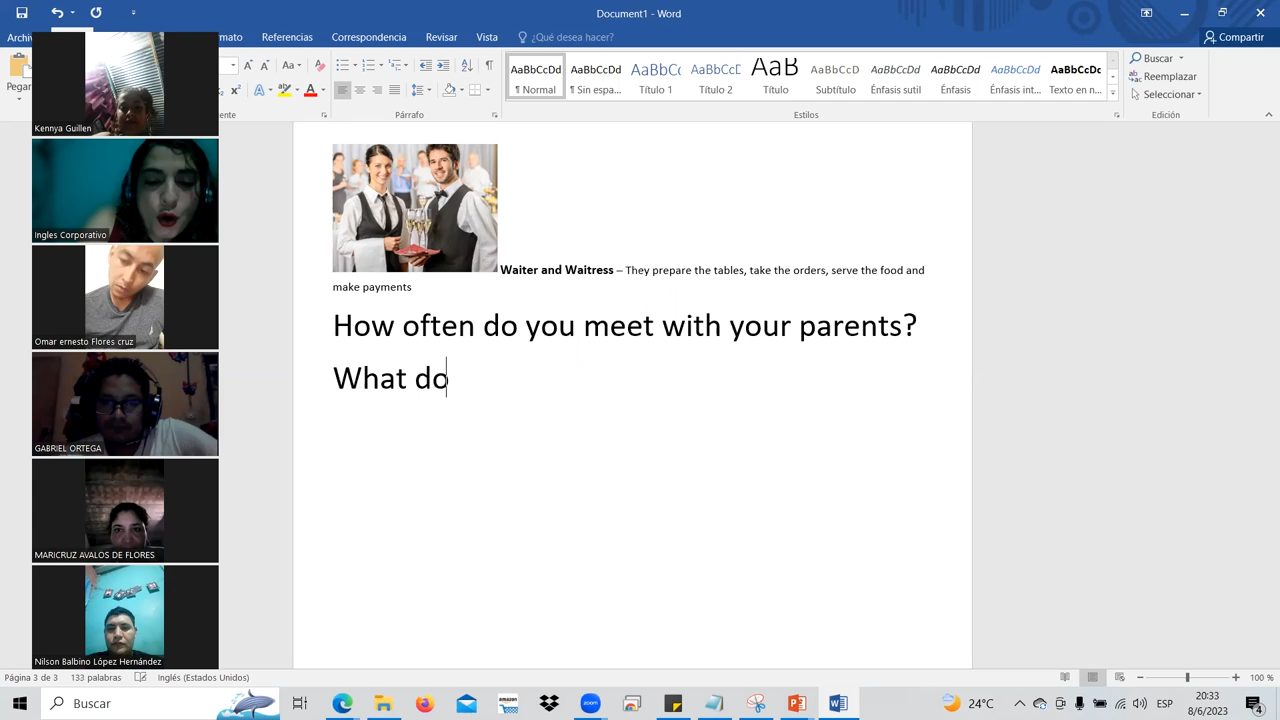 Document1 - Word
Archi
mato
Referencias
Correspondencia
Revisar
Vista
¿Qué desea hacer?
Compartir
Pegar
Aa
AaBbCcDd
AaBbCcDd
AaBbCc
AaBbCcD
AaB
AaBbCcD
AaBbCcDd
AaBbCcDd
AaBbCcDd
AaBbCcDc
¶ Normal
¶ Sin espa...
Título 1
Título 2
Título
Subtítulo
Énfasis sutil
Énfasis
Énfasis int...
Texto en n...
Buscar
Reemplazar
Seleccionar
ente
Párrafo
Estilos
Edición
Kennya Guillen
Ingles Corporativo
Omar ernesto Flores cruz
GABRIEL ORTEGA
MARICRUZ AVALOS DE FLORES
Nilson Balbino López Hernández
Waiter and Waitress – They prepare the tables, take the orders, serve the food and
make payments
How often do you meet with your parents?
What do
Página 3 de 3
133 palabras
Inglés (Estados Unidos)
100 %
Buscar
amazon
zoom
24°C
ESP
20:33
8/6/2023
4